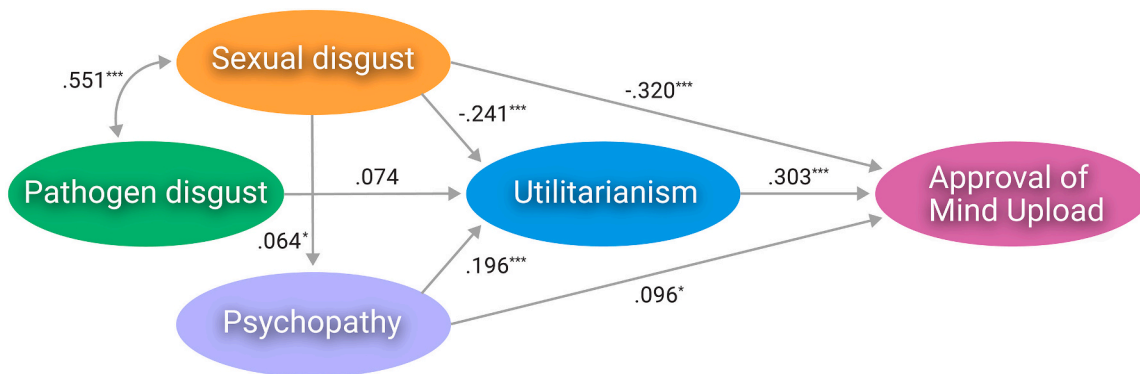 Sexual disgust
.551***
-.320***
-.241***
Pathogen disgust
.074
Utilitarianism
.303***
Approval of
Mind Upload
.064*
.196***
.096*
Psychopathy